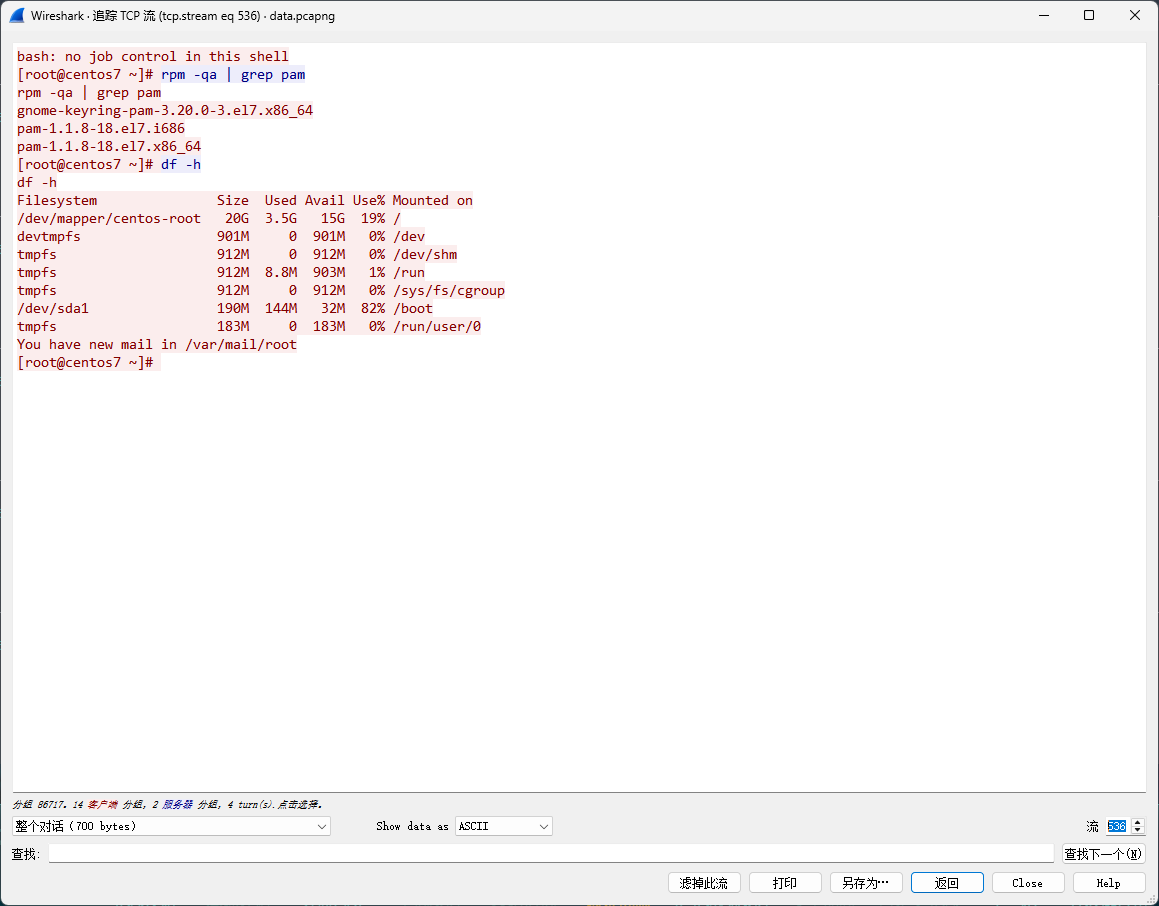 Wireshark · 追踪 TCP 流 (tcp.stream eq 536) · data.pcapng
bash: no job control in this shell
[root@centos7 ~]# rpm -qa | grep pam
rpm -qa | grep pam
gnome-keyring-pam-3.20.0-3.el7.x86_64
pam-1.1.8-18.el7.i686
pam-1.1.8-18.el7.x86_64
[root@centos7 ~]# df -h
df -h
Filesystem               Size  Used Avail Use% Mounted on
/dev/mapper/centos-root   20G  3.5G   15G  19% /
devtmpfs                 901M     0  901M   0% /dev
tmpfs                    912M     0  912M   0% /dev/shm
tmpfs                    912M  8.8M  903M   1% /run
tmpfs                    912M     0  912M   0% /sys/fs/cgroup
/dev/sda1                190M  144M   32M  82% /boot
tmpfs                    183M     0  183M   0% /run/user/0
You have new mail in /var/mail/root
[root@centos7 ~]#
分组 86717。14 客户端 分组，2 服务器 分组，4 turn(s).点击选择。
整个对话 (700 bytes) Show data as ASCII 流 536
查找: 查找下一个(N)
滤掉此流 打印 另存为… 返回 Close Help